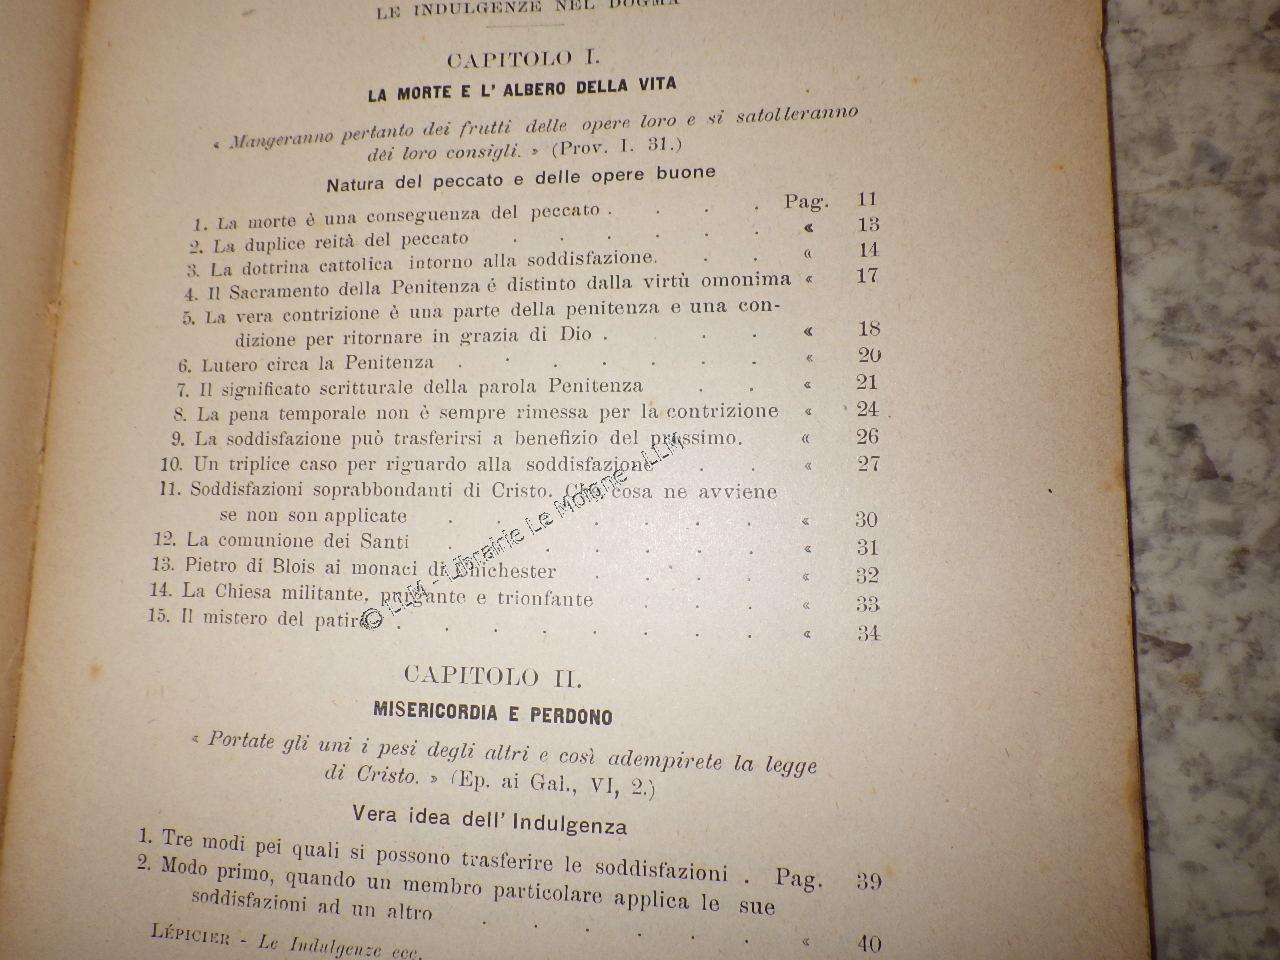 LE INDULGENZE NEL DOGMA
CAPITOLO I.
LA MORTE E L' ALBERO DELLA VITA
« Mangeranno pertanto dei frutti delle opere loro e si satolleranno
dei loro consigli. » (Prov. I. 31.)
Natura del peccato e delle opere buone
1. La morte è una conseguenza del peccato . . . . Pag. 11
2. La duplice reità del peccato . . . . . . « 13
3. La dottrina cattolica intorno alla soddisfazione. . . « 14
4. Il Sacramento della Penitenza é distinto dalla virtù omonima « 17
5. La vera contrizione è una parte della penitenza e una con-
dizione per ritornare in grazia di Dio . . . « 18
6. Lutero circa la Penitenza . . . . . . . « 20
7. Il significato scritturale della parola Penitenza . . « 21
8. La pena temporale non è sempre rimessa per la contrizione « 24
9. La soddisfazione può trasferirsi a benefizio del prossimo. « 26
10. Un triplice caso per riguardo alla soddisfazione . . « 27
11. Soddisfazioni soprabbondanti di Cristo. Che cosa ne avviene
se non son applicate . . . . . . . « 30
12. La comunione dei Santi . . . . . . . « 31
13. Pietro di Blois ai monaci di Chichester . . . . « 32
14. La Chiesa militante, purgante e trionfante . . . « 33
15. Il mistero del patire . . . . . . . . « 34
© LLM - Librairie Le Moigne - LLM
CAPITOLO II.
MISERICORDIA E PERDONO
« Portate gli uni i pesi degli altri e così adempirete la legge
di Cristo. » (Ep. ai Gal., VI, 2.)
Vera idea dell' Indulgenza
1. Tre modi pei quali si possono trasferire le soddisfazioni . Pag. 39
2. Modo primo, quando un membro particolare applica le sue
soddisfazioni ad un altro . . . . . . « 40
LÉPICIER - Le Indulgenze ecc.